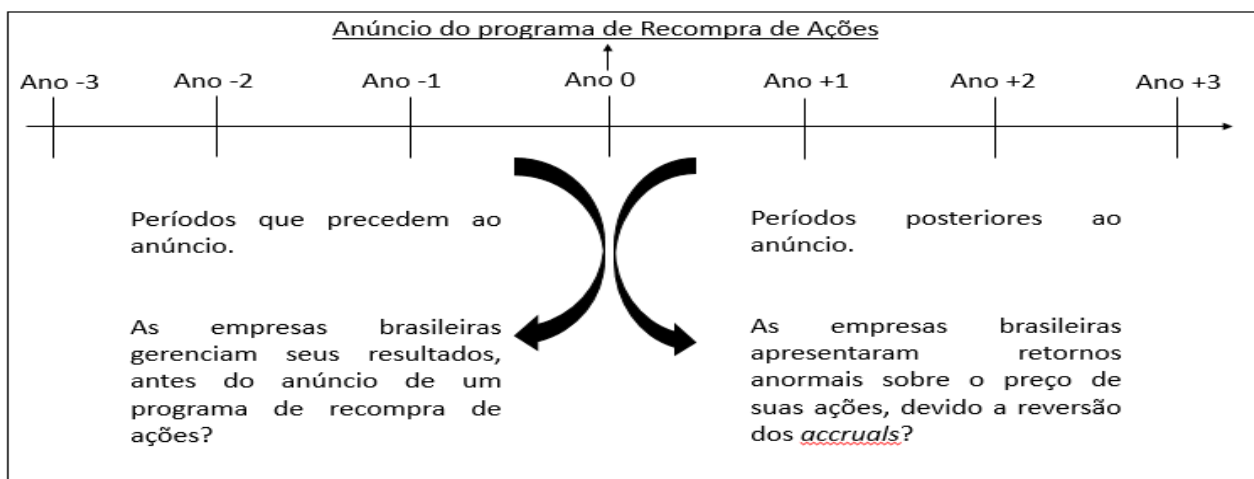 Anúncio do programa de Recompra de Ações
Ano -3 Ano -2 Ano -1 Ano 0 Ano +1 Ano +2 Ano +3
Períodos que precedem ao
anúncio.
As empresas brasileiras
gerenciam seus resultados,
antes do anúncio de um
programa de recompra de
ações?
Períodos posteriores ao
anúncio.
As empresas brasileiras
apresentaram retornos
anormais sobre o preço de
suas ações, devido a reversão
dos accruals?